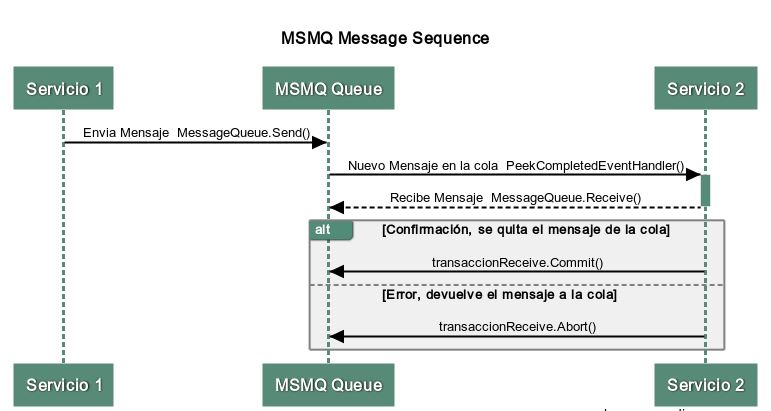 MSMQ Message Sequence
Servicio 1
MSMQ Queue
Servicio 2
Envia Mensaje MessageQueue.Send()
Nuevo Mensaje en la cola PeekCompletedEventHandler()
Recibe Mensaje MessageQueue.Receive()
alt
[Confirmación, se quita el mensaje de la cola]
transaccionReceive.Commit()
[Error, devuelve el mensaje a la cola]
transaccionReceive.Abort()
Servicio 1
MSMQ Queue
Servicio 2